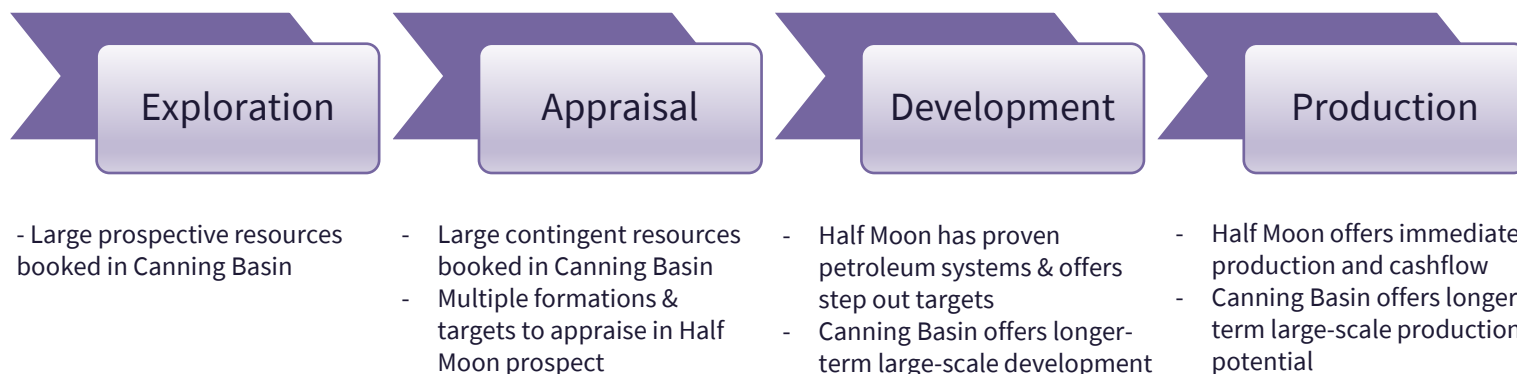 Exploration
Appraisal
Development
Production
- Large prospective resources
booked in Canning Basin
- Large contingent resources
booked in Canning Basin
- Multiple formations &
targets to appraise in Half
Moon prospect
- Half Moon has proven
petroleum systems & offers
step out targets
- Canning Basin offers longer-
term large-scale development
- Half Moon offers immediate
production and cashflow
- Canning Basin offers longer
term large-scale production
potential